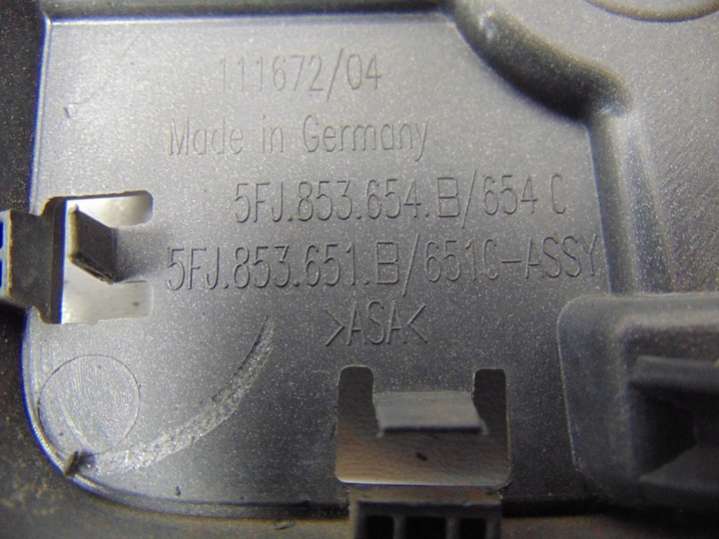 111672/04
Made in Germany
5FJ.853.654.B/654 C
5FJ.853.651.B/651C-ASSY
>ASA<